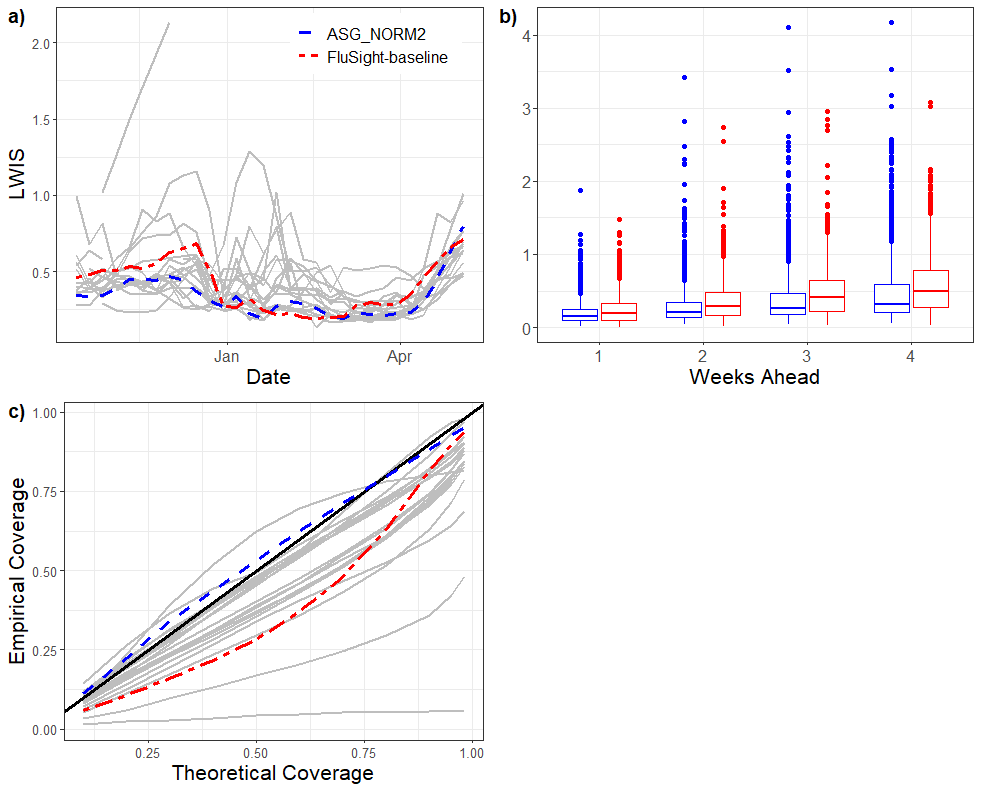 a)
ASG_NORM2
FluSight-baseline
2.0
1.5
1.0
0.5
LWIS
Jan
Apr
Date
b)
4
3
2
1
0
1
2
3
4
Weeks Ahead
c)
1.00
0.75
0.50
0.25
0.00
Empirical Coverage
0.25
0.50
0.75
1.00
Theoretical Coverage